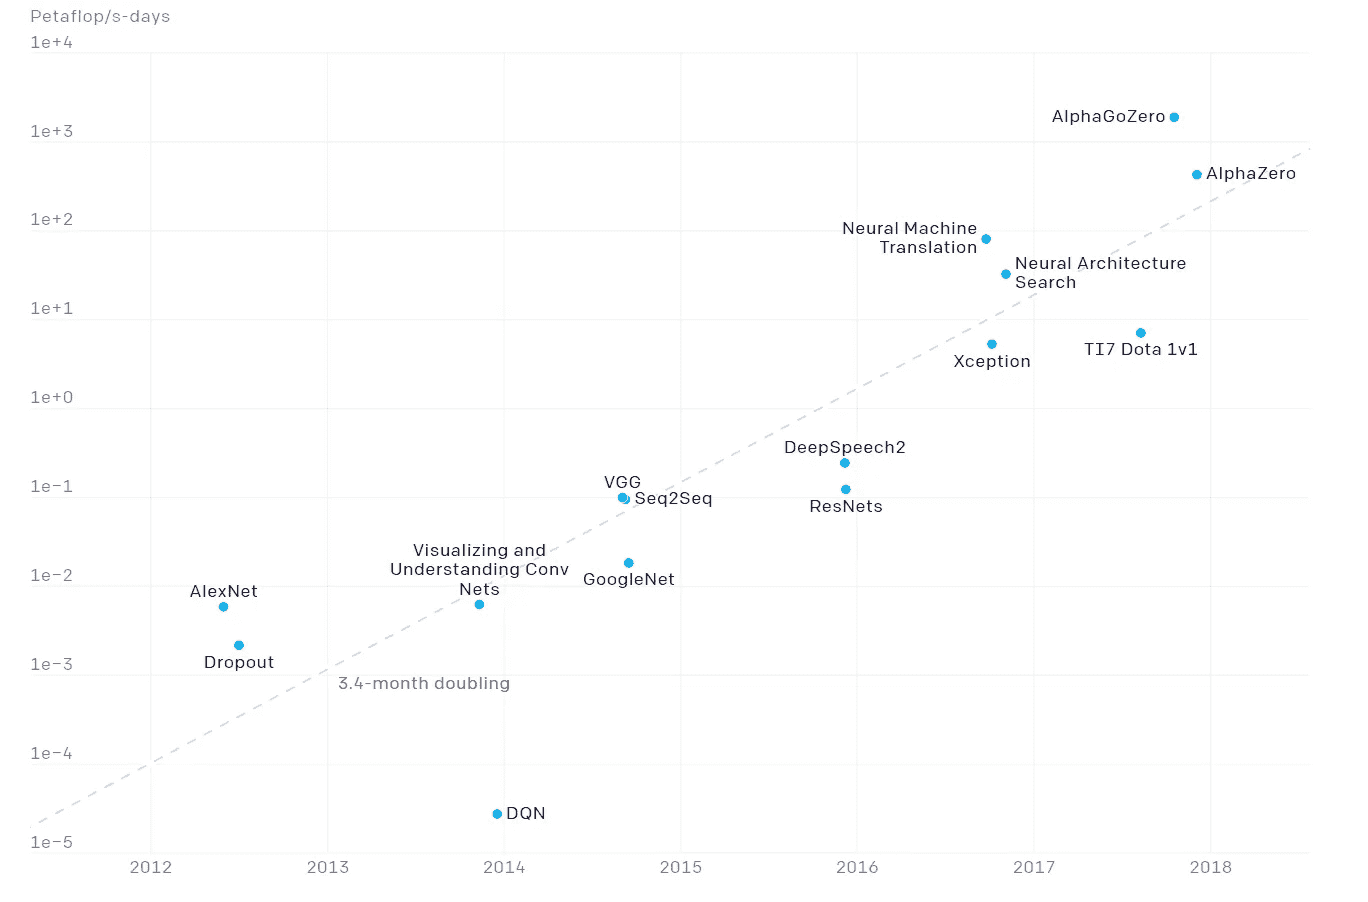 Petaflop/s-days
1e+4
AlphaGoZero
1e+3
AlphaZero
1e+2
Neural Machine
Translation
Neural Architecture
Search
1e+1
TI7 Dota 1v1
Xception
1e+0
DeepSpeech2
VGG
1e-1
Seq2Seq
ResNets
Visualizing and
Understanding Conv
Nets
1e-2
GoogleNet
AlexNet
Dropout
1e-3
3.4-month doubling
1e-4
DQN
1e-5
2012 2013 2014 2015 2016 2017 2018